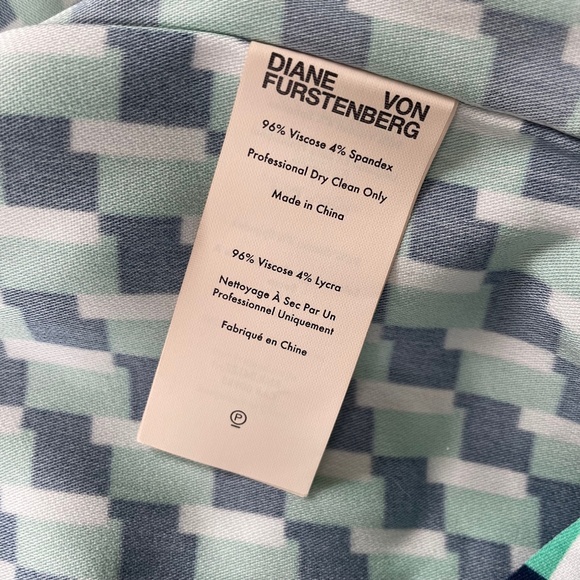 DIANE VON
FURSTENBERG
96% Viscose 4% Spandex
Professional Dry Clean Only
Made in China
96% Viscose 4% Lycra
Nettoyage À Sec Par Un
Professionnel Uniquement
Fabriqué en Chine
P